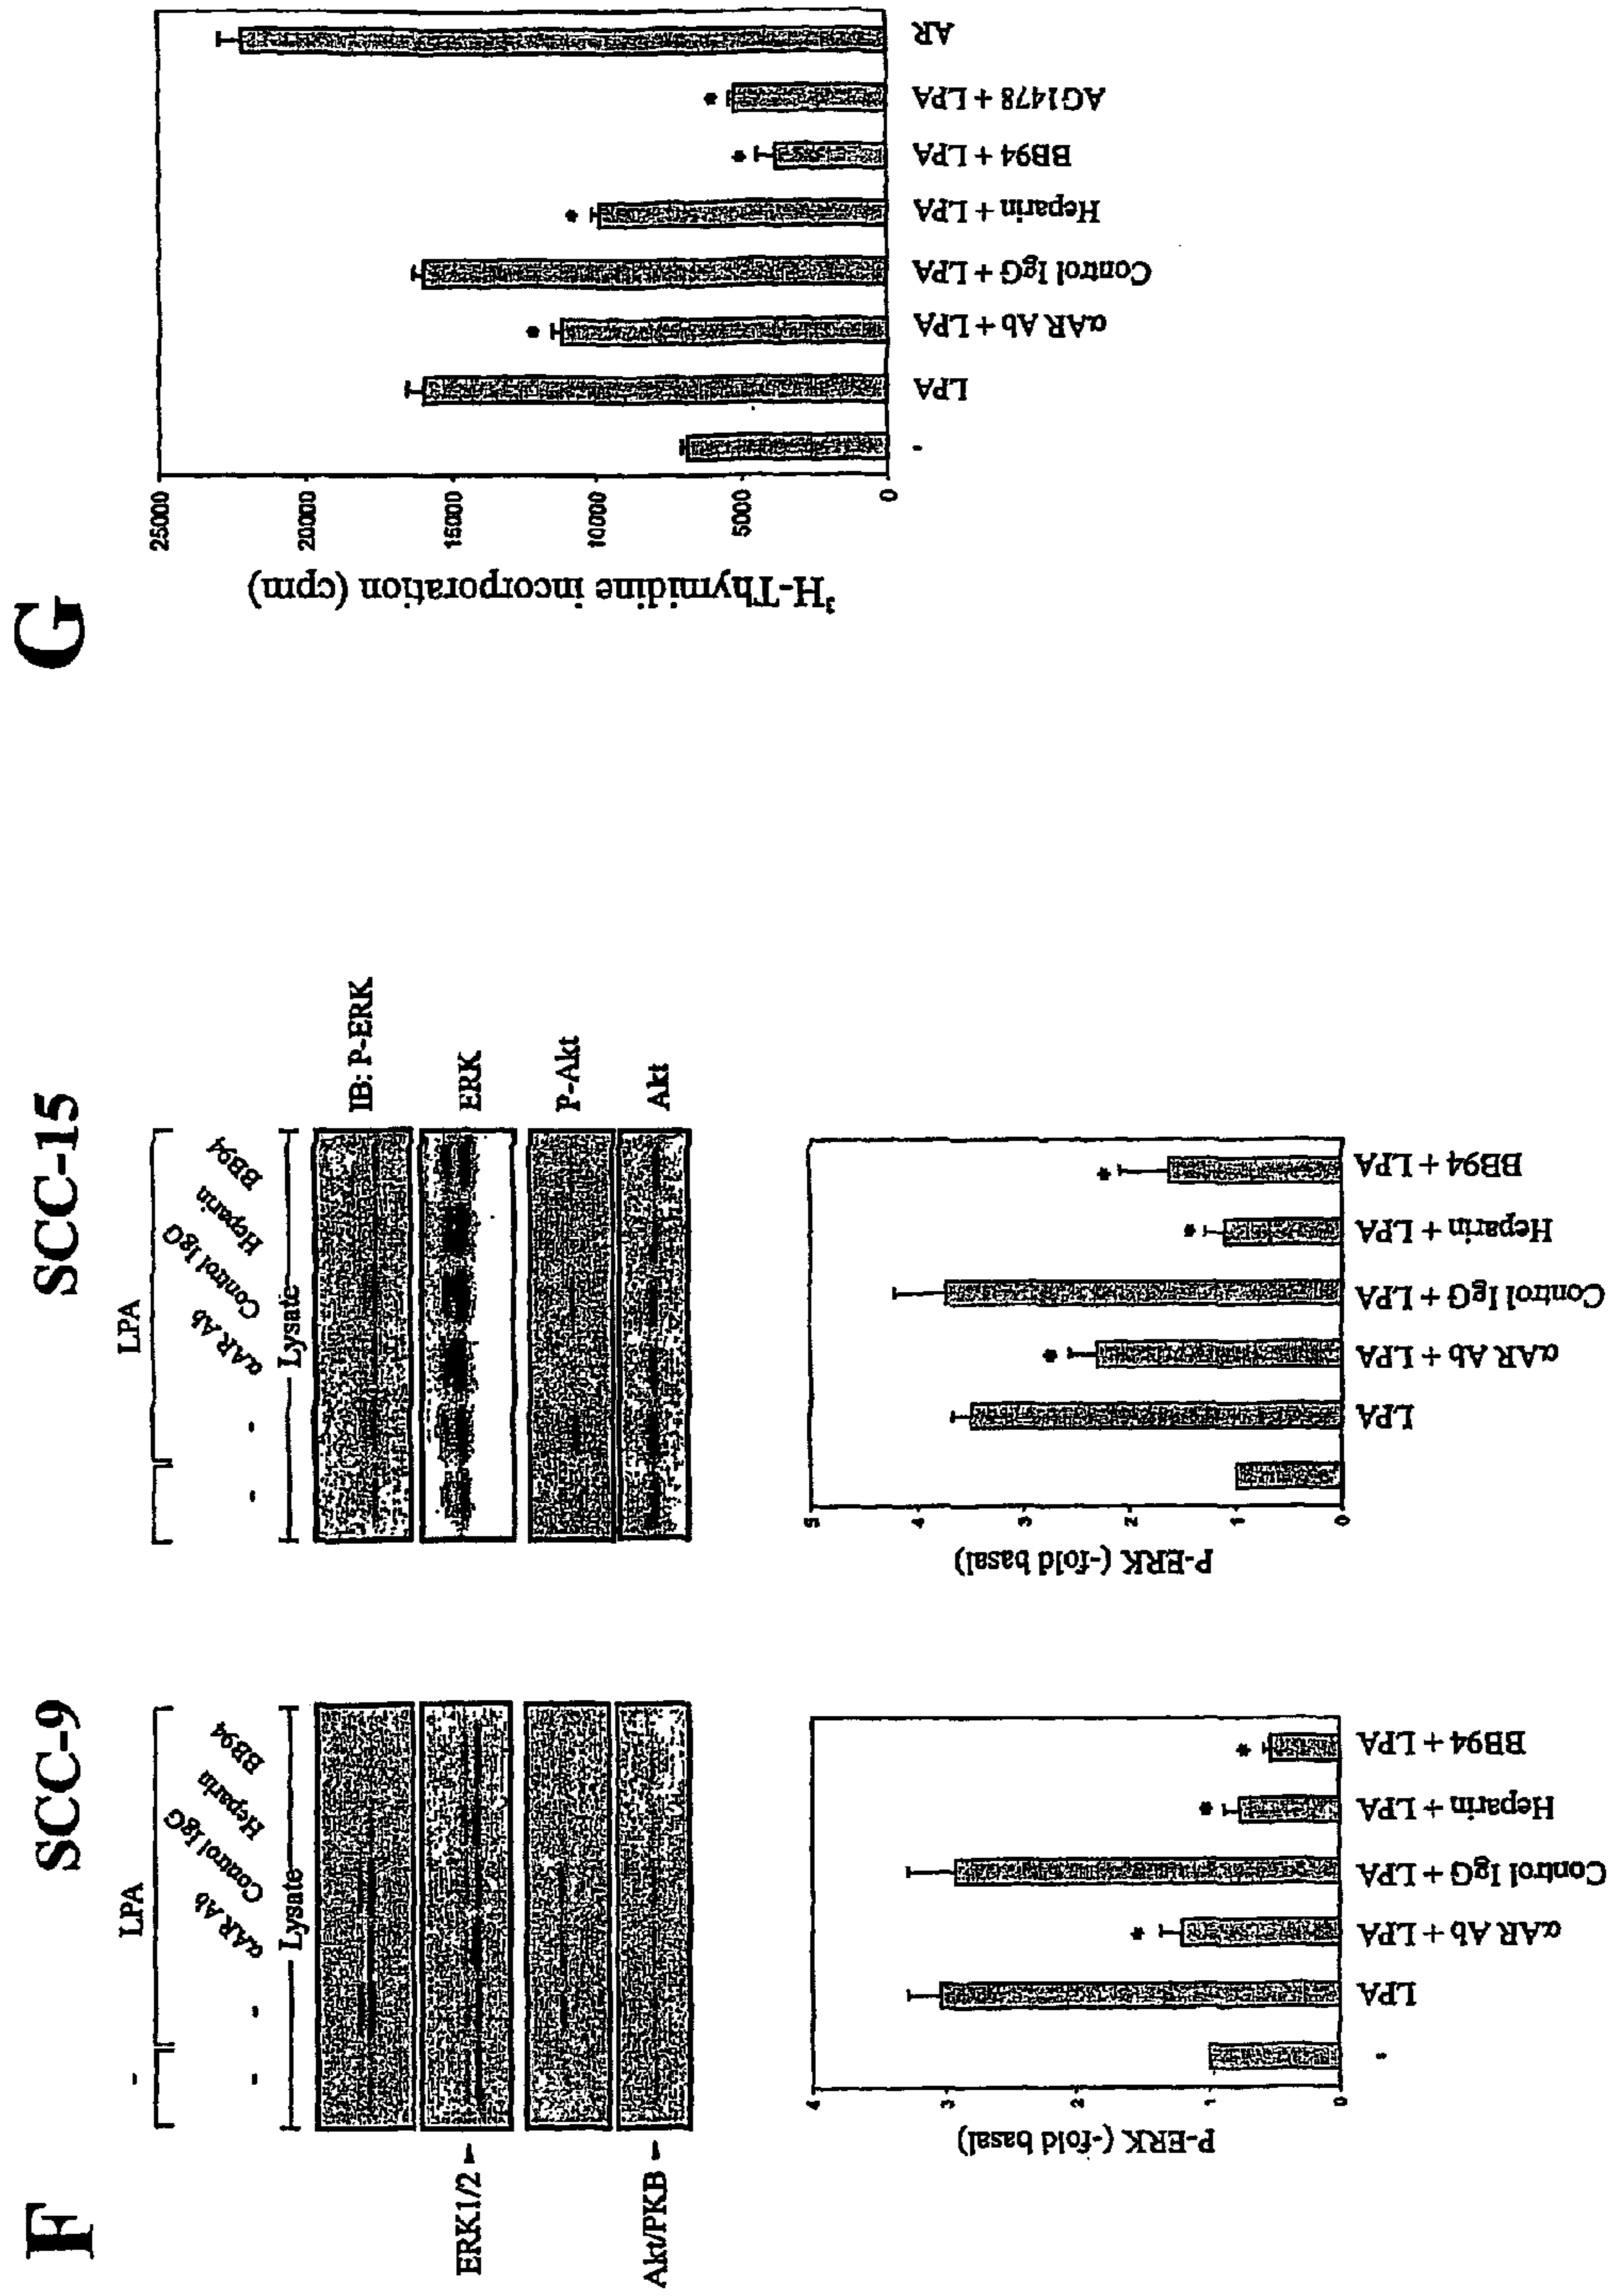 F
SCC-9
SCC-15
- LPA
LPA
- - αAR Ab Control IgG Heparin BB94
- - αAR Ab Control IgG Heparin BB94
Lysate
Lysate
IB: P-ERK
ERK1/2
ERK
P-Akt
Akt/PKB
Akt
P-ERK (-fold basal)
4
3
2
1
0
-
LPA
αAR Ab + LPA
Control IgG + LPA
Heparin + LPA
BB94 + LPA
* * *
P-ERK (-fold basal)
5
4
3
2
1
0
LPA
αAR Ab + LPA
Control IgG + LPA
Heparin + LPA
BB94 + LPA
* * *
G
³H-Thymidine incorporation (cpm)
25000
20000
15000
10000
5000
0
-
LPA
αAR Ab + LPA
Control IgG + LPA
Heparin + LPA
BB94 + LPA
AG1478 + LPA
AR
* * * *